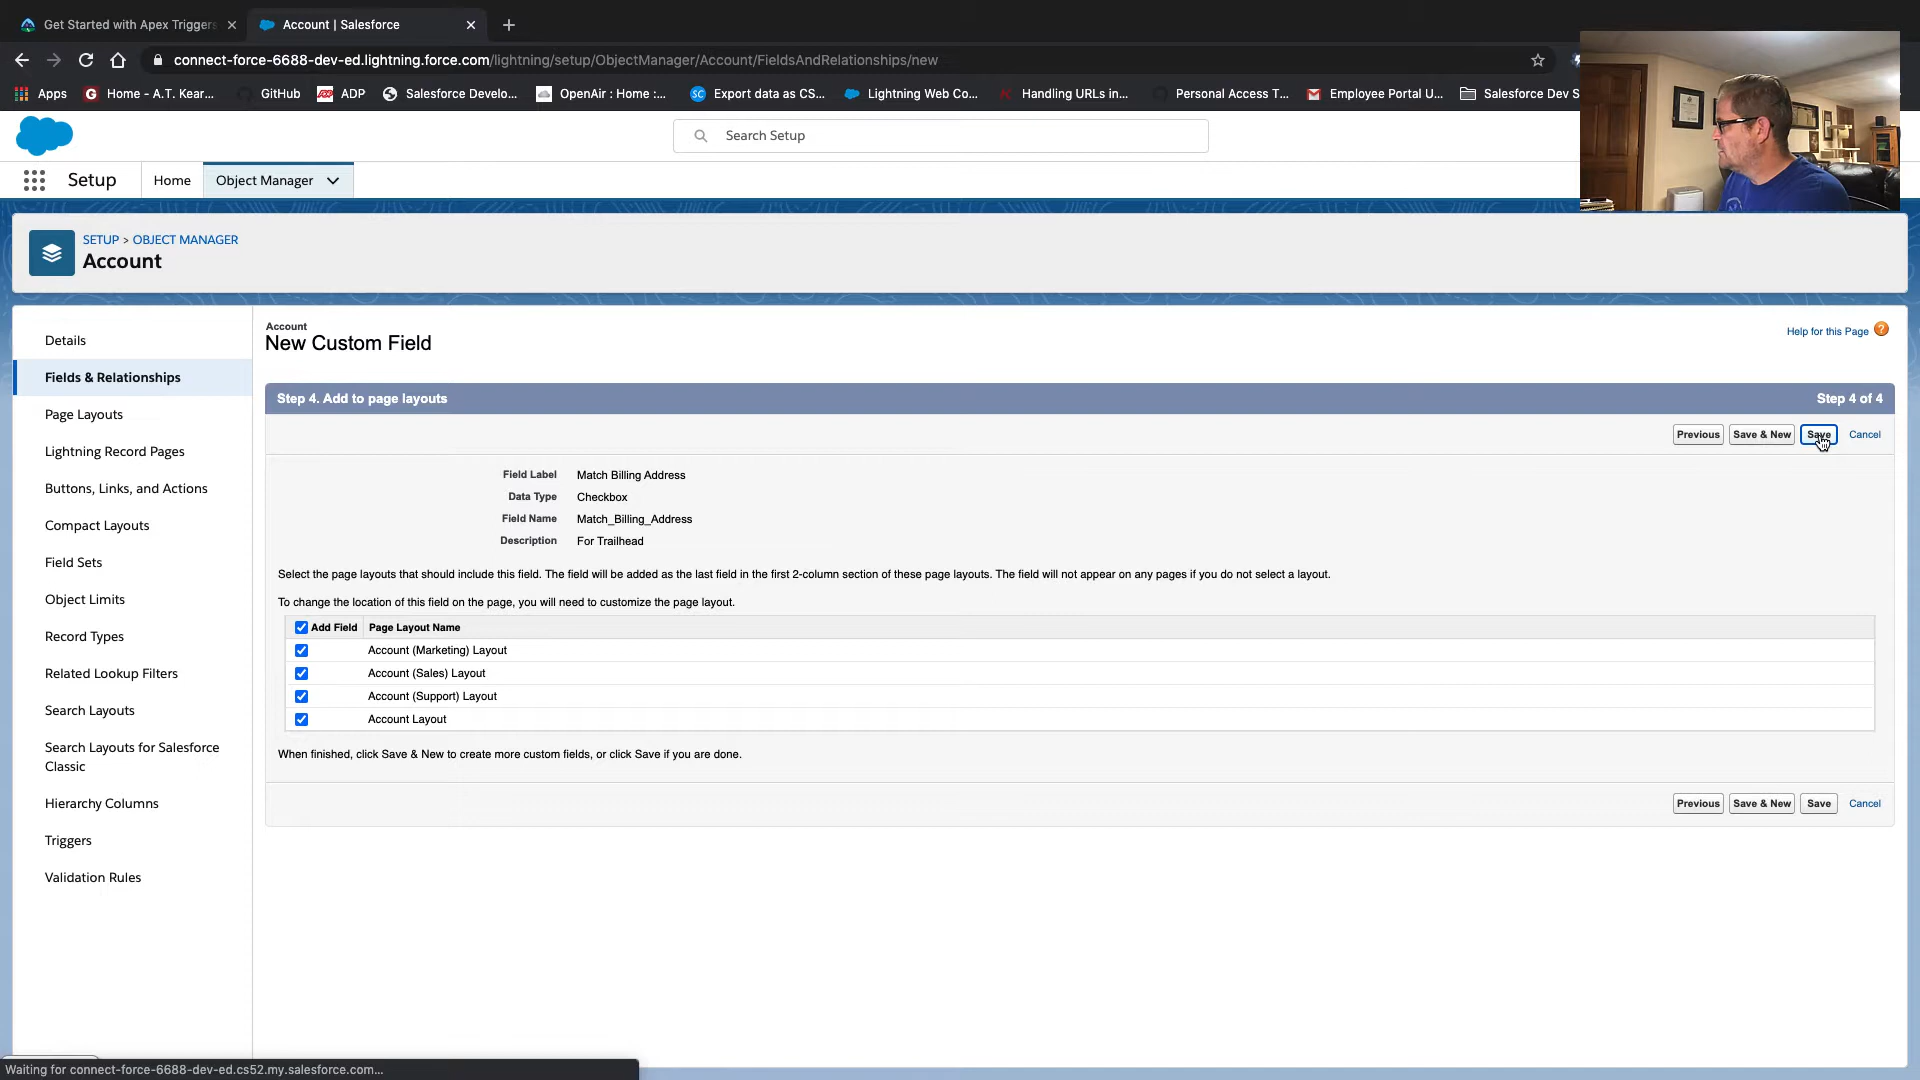 Get Started with Apex Triggers
Account | Salesforce
connect-force-6688-dev-ed.lightning.force.com/lightning/setup/ObjectManager/Account/FieldsAndRelationships/new
Apps
Home - A.T. Kear...
GitHub
ADP
Salesforce Develo...
OpenAir : Home :...
SC
Export data as CS...
Lightning Web Co...
Handling URLs in...
Personal Access T...
Employee Portal U...
Salesforce Dev S
Search Setup
Setup
Home
Object Manager
SETUP > OBJECT MANAGER
Account
Details
Fields & Relationships
Page Layouts
Lightning Record Pages
Buttons, Links, and Actions
Compact Layouts
Field Sets
Object Limits
Record Types
Related Lookup Filters
Search Layouts
Search Layouts for Salesforce
Classic
Hierarchy Columns
Triggers
Validation Rules
Account
New Custom Field
Help for this Page ?
Step 4. Add to page layouts
Step 4 of 4
Previous
Save & New
Save
Cancel
Field Label Match Billing Address
Data Type Checkbox
Field Name Match_Billing_Address
Description For Trailhead
Select the page layouts that should include this field. The field will be added as the last field in the first 2-column section of these page layouts. The field will not appear on any pages if you do not select a layout.
To change the location of this field on the page, you will need to customize the page layout.
Add Field Page Layout Name
Account (Marketing) Layout
Account (Sales) Layout
Account (Support) Layout
Account Layout
When finished, click Save & New to create more custom fields, or click Save if you are done.
Previous
Save & New
Save
Cancel
Waiting for connect-force-6688-dev-ed.cs52.my.salesforce.com...